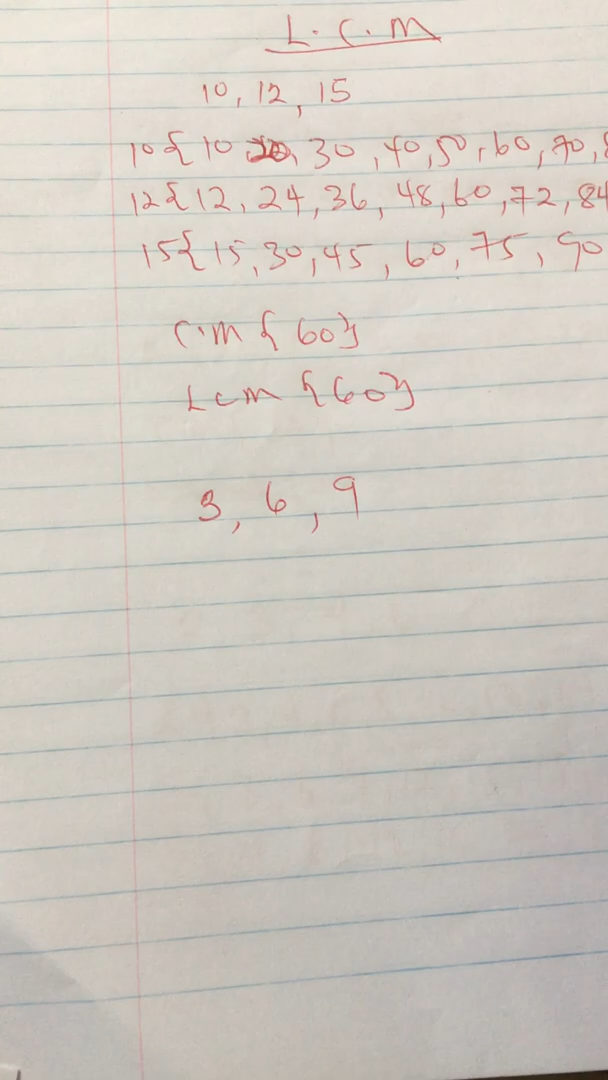 L.C.M
10, 12, 15
10{10 20, 30, 40, 50, 60, 70,
12{12, 24, 36, 48, 60, 72, 84
15{15, 30, 45, 60, 75, 90
C.M {60}
LCM {60}
3, 6, 9